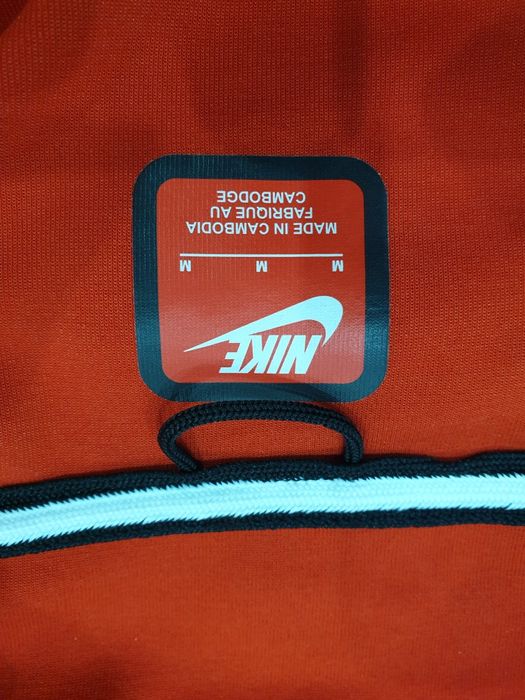 NIKE
M M M
MADE IN CAMBODIA
FABRIQUE AU
CAMBODGE